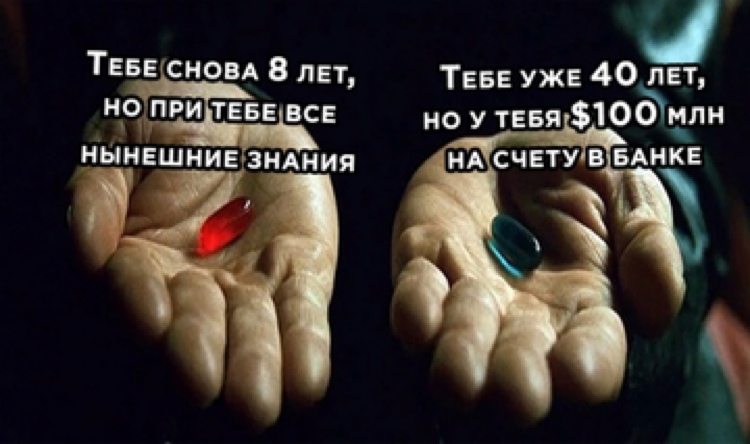 Тебе снова 8 лет,
но при тебе все
нынешние знания
Тебе уже 40 лет,
но у тебя $100 млн
на счету в банке